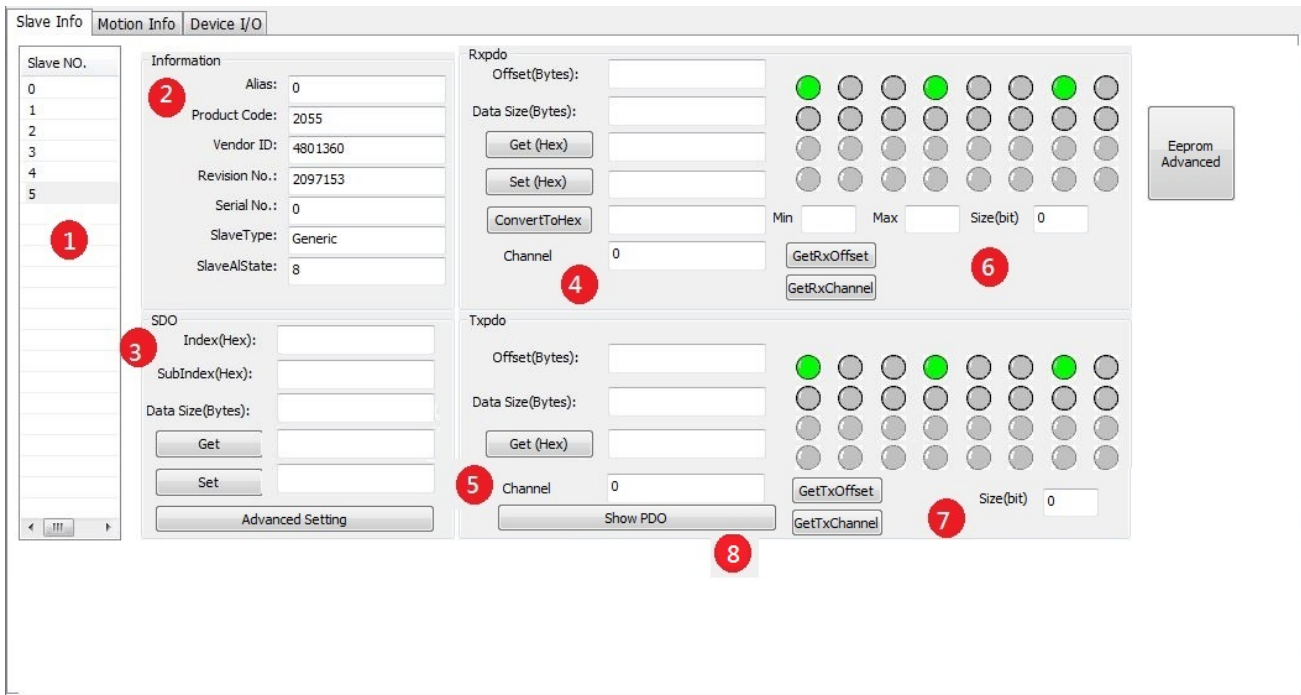 Slave Info Motion Info Device I/O
Slave NO.
0
1
2
3
4
5
1
Information
2
Alias: 0
Product Code: 2055
Vendor ID: 4801360
Revision No.: 2097153
Serial No.: 0
SlaveType: Generic
SlaveAlState: 8
SDO
3
Index(Hex):
SubIndex(Hex):
Data Size(Bytes):
Get
Set
Advanced Setting
Rxpdo
Offset(Bytes):
Data Size(Bytes):
Get (Hex)
Set (Hex)
ConvertToHex
Min Max Size(bit) 0
Channel 0
4
GetRxOffset
GetRxChannel
6
Txpdo
Offset(Bytes):
Data Size(Bytes):
Get (Hex)
5
Channel 0
Show PDO
GetTxOffset
GetTxChannel
Size(bit) 0
7
8
Eeprom
Advanced